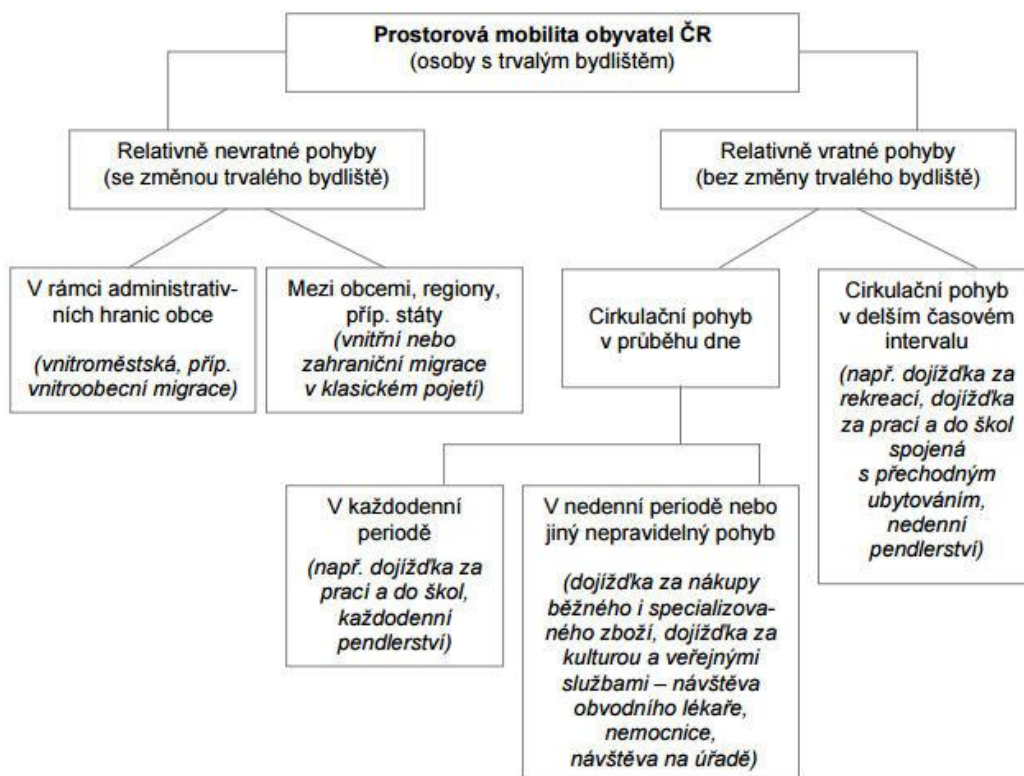 Prostorová mobilita obyvatel ČR
(osoby s trvalým bydlištěm)
Relativně nevratné pohyby
(se změnou trvalého bydliště)
Relativně vratné pohyby
(bez změny trvalého bydliště)
V rámci administrativ-
ních hranic obce
(vnitroměstská, příp.
vnitroobecní migrace)
Mezi obcemi, regiony,
příp. státy
(vnitřní nebo
zahraniční migrace
v klasickém pojetí)
Cirkulační pohyb
v průběhu dne
Cirkulační pohyb
v delším časovém
intervalu
(např. dojížďka za
rekreací, dojížďka
za prací a do škol
spojená
s přechodným
ubytováním,
nedenní
pendlerství)
V každodenní
periodě
(např. dojížďka za
prací a do škol,
každodenní
pendlerství)
V nedenní periodě nebo
jiný nepravidelný pohyb
(dojížďka za nákupy
běžného i specializova-
ného zboží, dojížďka za
kulturou a veřejnými
službami – návštěva
obvodního lékaře,
nemocnice,
návštěva na úřadě)